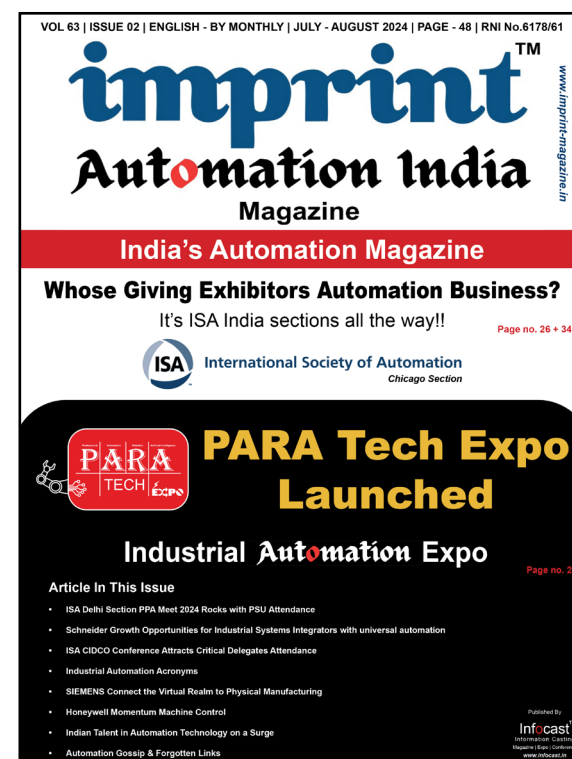 VOL 63 | ISSUE 02 | ENGLISH - BY MONTHLY | JULY - AUGUST 2024 | PAGE - 48 | RNI No.6178/61
imprint™
www.imprint-magazine.in
Automation India
Magazine
India's Automation Magazine
Whose Giving Exhibitors Automation Business?
It's ISA India sections all the way!!
Page no. 26 + 34
ISA International Society of Automation
Chicago Section
PARA
TECH EXPO
PARA Tech Expo
Launched
Industrial Automation Expo
Page no. 2
Article In This Issue
• ISA Delhi Section PPA Meet 2024 Rocks with PSU Attendance
• Schneider Growth Opportunities for Industrial Systems Integrators with universal automation
• ISA CIDCO Conference Attracts Critical Delegates Attendance
• Industrial Automation Acronyms
• SIEMENS Connect the Virtual Realm to Physical Manufacturing
• Honeywell Momentum Machine Control
• Indian Talent in Automation Technology on a Surge
• Automation Gossip & Forgotten Links
Published By
Infocast
Information Castin
Magazine | Expo | Conferen
www.infocast.in